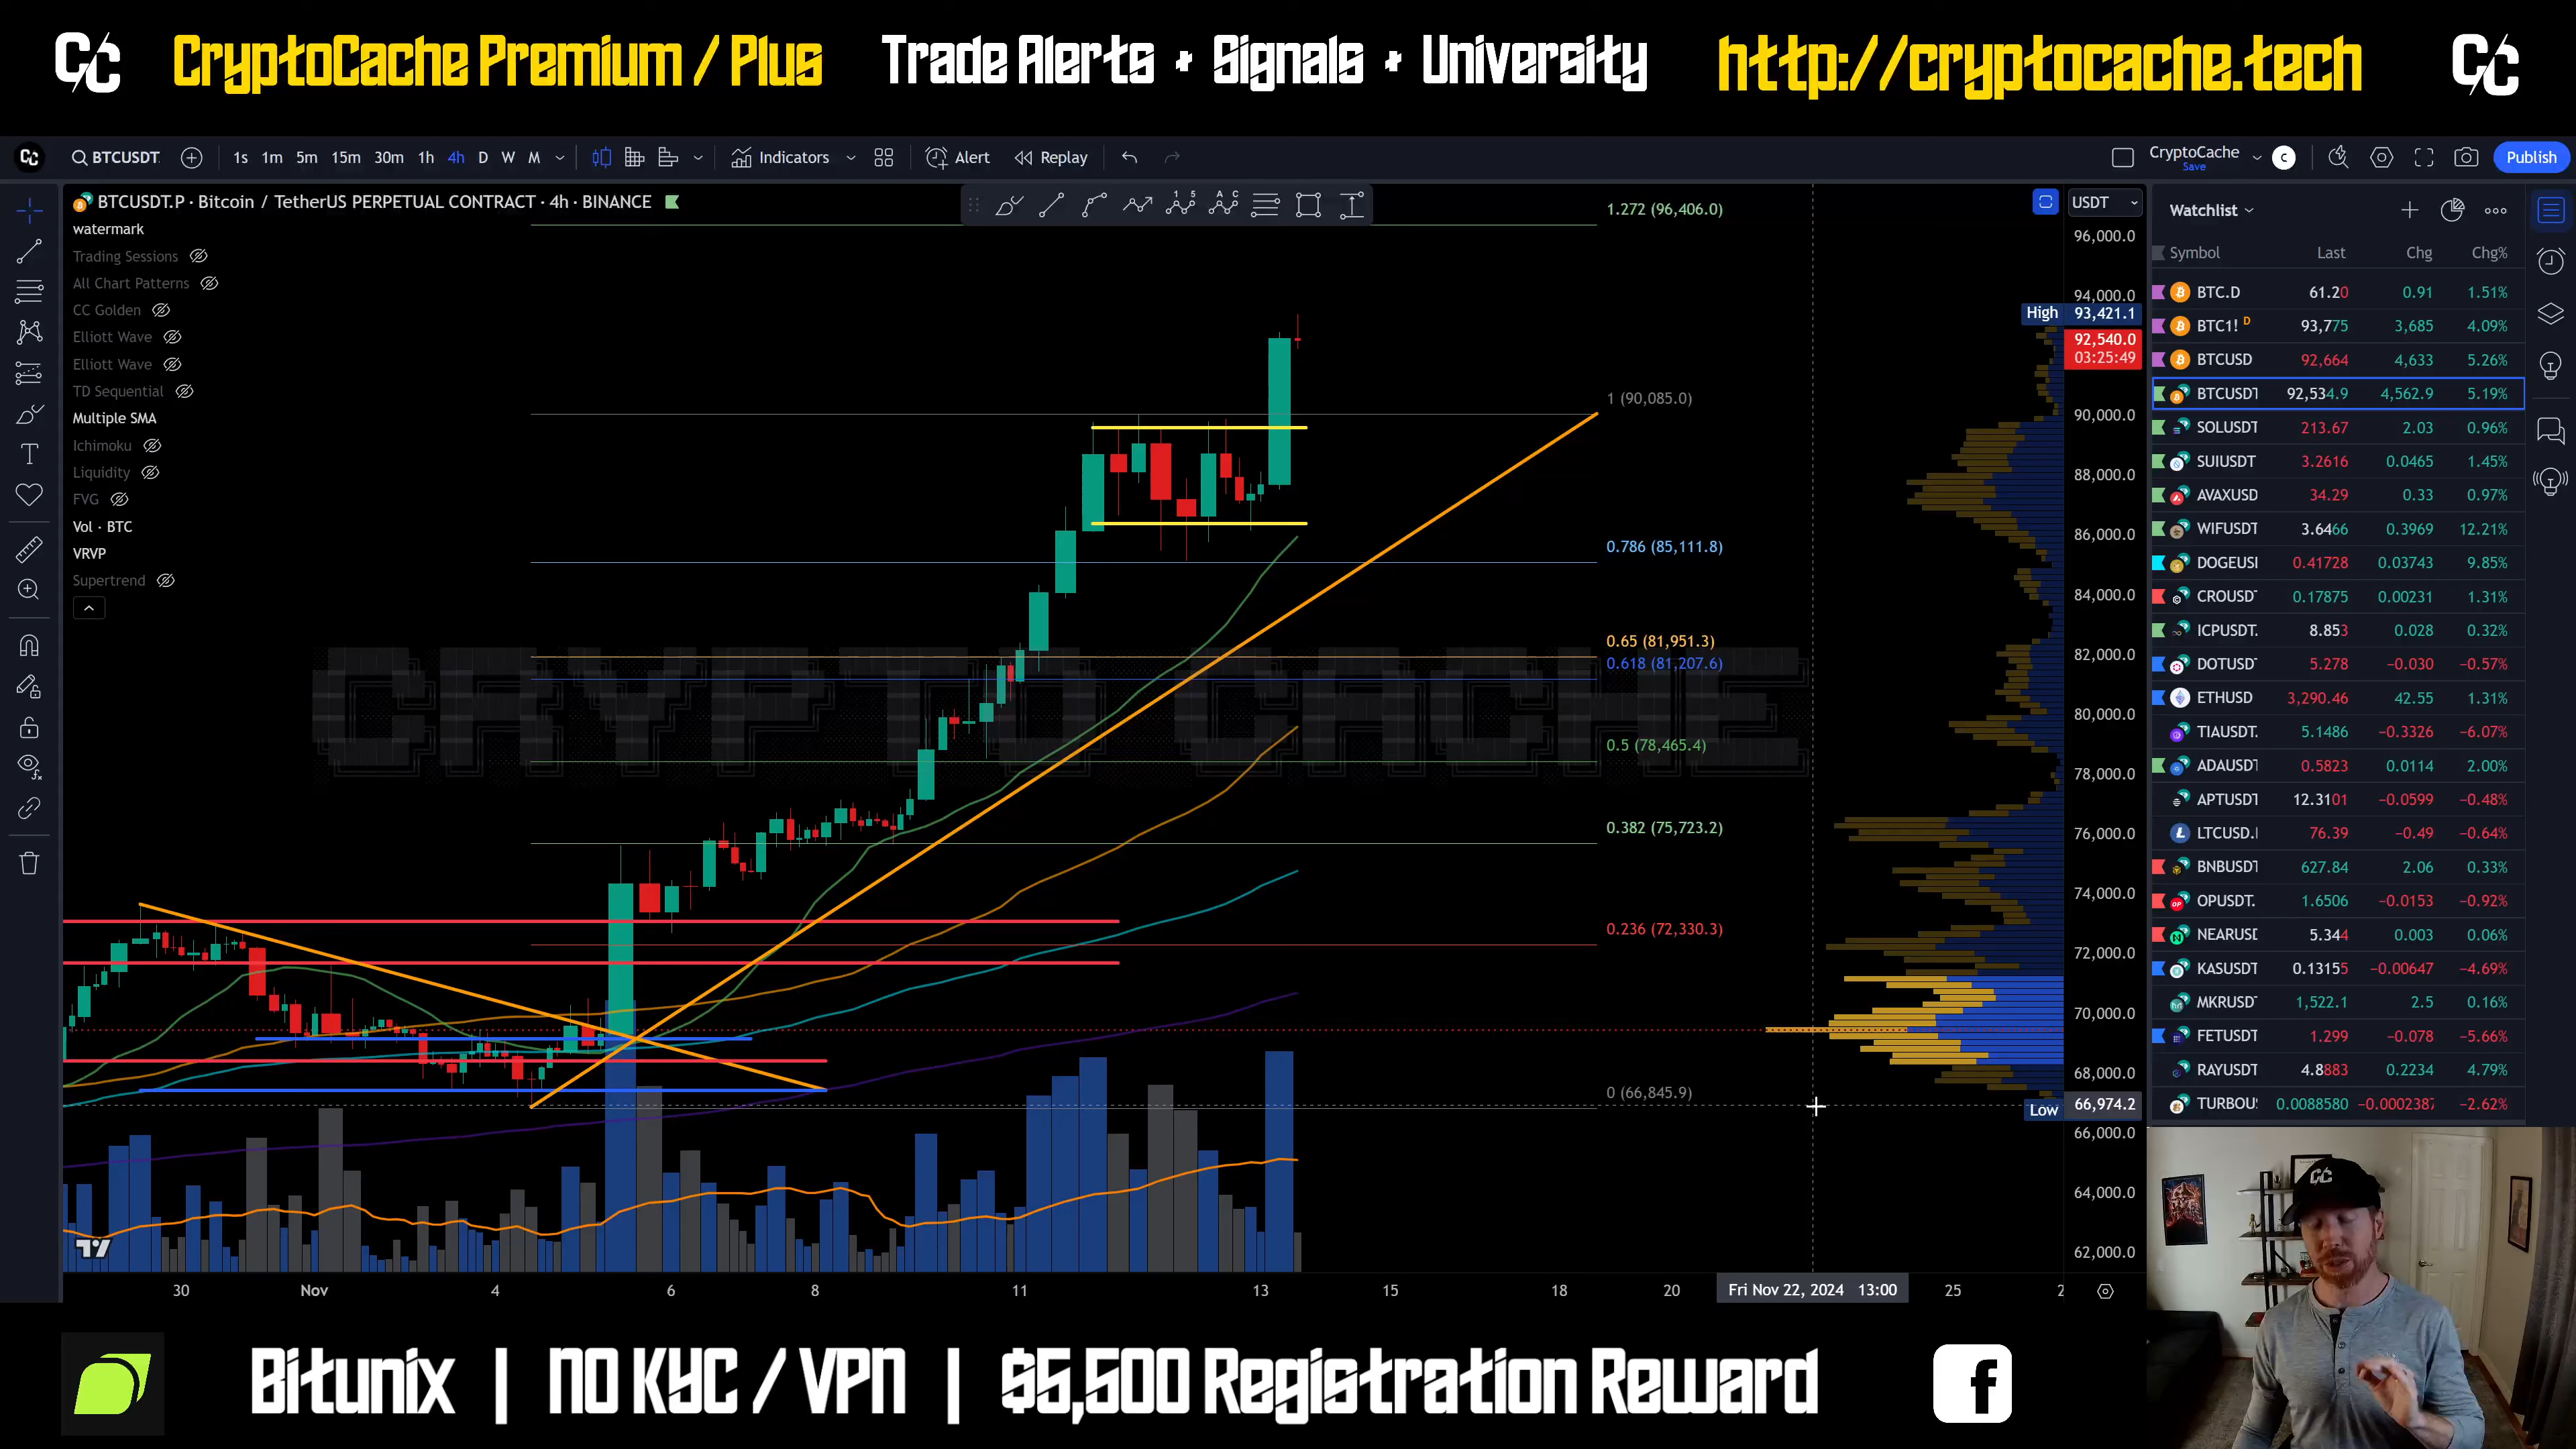 CC CryptoCache Premium / Plus Trade Alerts + Signals + University http://cryptocache.tech CC
CC BTCUSDT. 1s 1m 5m 15m 30m 1h 4h D W M Indicators Alert Replay CryptoCache Save C Publish
BTCUSDT.P · Bitcoin / TetherUS PERPETUAL CONTRACT · 4h · BINANCE
watermark
Trading Sessions
All Chart Patterns
CC Golden
Elliott Wave
Elliott Wave
TD Sequential
Multiple SMA
Ichimoku
Liquidity
FVG
Vol · BTC
VRVP
Supertrend
1.272 (96,406.0)
1 (90,085.0)
0.786 (85,111.8)
0.65 (81,951.3)
0.618 (81,207.6)
0.5 (78,465.4)
0.382 (75,723.2)
0.236 (72,330.3)
0 (66,845.9)
CRYPTO CACHE
USDT
96,000.0
94,000.0
High 93,421.1
92,540.0
03:25:49
90,000.0
88,000.0
86,000.0
84,000.0
82,000.0
80,000.0
78,000.0
76,000.0
74,000.0
72,000.0
70,000.0
68,000.0
Low 66,974.2
66,000.0
64,000.0
62,000.0
30 Nov 4 6 8 11 13 15 18 20 Fri Nov 22, 2024 13:00 25 2
Watchlist
Symbol Last Chg Chg%
BTC.D 61.20 0.91 1.51%
BTC1! D 93,775 3,685 4.09%
BTCUSD 92,664 4,633 5.26%
BTCUSDT 92,534.9 4,562.9 5.19%
SOLUSDT 213.67 2.03 0.96%
SUIUSDT 3.2616 0.0465 1.45%
AVAXUSD 34.29 0.33 0.97%
WIFUSDT 3.6466 0.3969 12.21%
DOGEUSI 0.41728 0.03743 9.85%
CROUSD 0.17875 0.00231 1.31%
ICPUSDT. 8.853 0.028 0.32%
DOTUSD 5.278 −0.030 −0.57%
ETHUSD 3,290.46 42.55 1.31%
TIAUSDT. 5.1486 −0.3326 −6.07%
ADAUSDT 0.5823 0.0114 2.00%
APTUSDT 12.3101 −0.0599 −0.48%
LTCUSD.I 76.39 −0.49 −0.64%
BNBUSDT 627.84 2.06 0.33%
OPUSDT. 1.6506 −0.0153 −0.92%
NEARUSD 5.344 0.003 0.06%
KASUSDT 0.13155 −0.00647 −4.69%
MKRUSD 1,522.1 2.5 0.16%
FETUSDT 1.299 −0.078 −5.66%
RAYUSDT 4.8883 0.2234 4.79%
TURBOU 0.0088580 −0.0002387 −2.62%
Bitunix | NO KYC / VPN | $5,500 Registration Reward